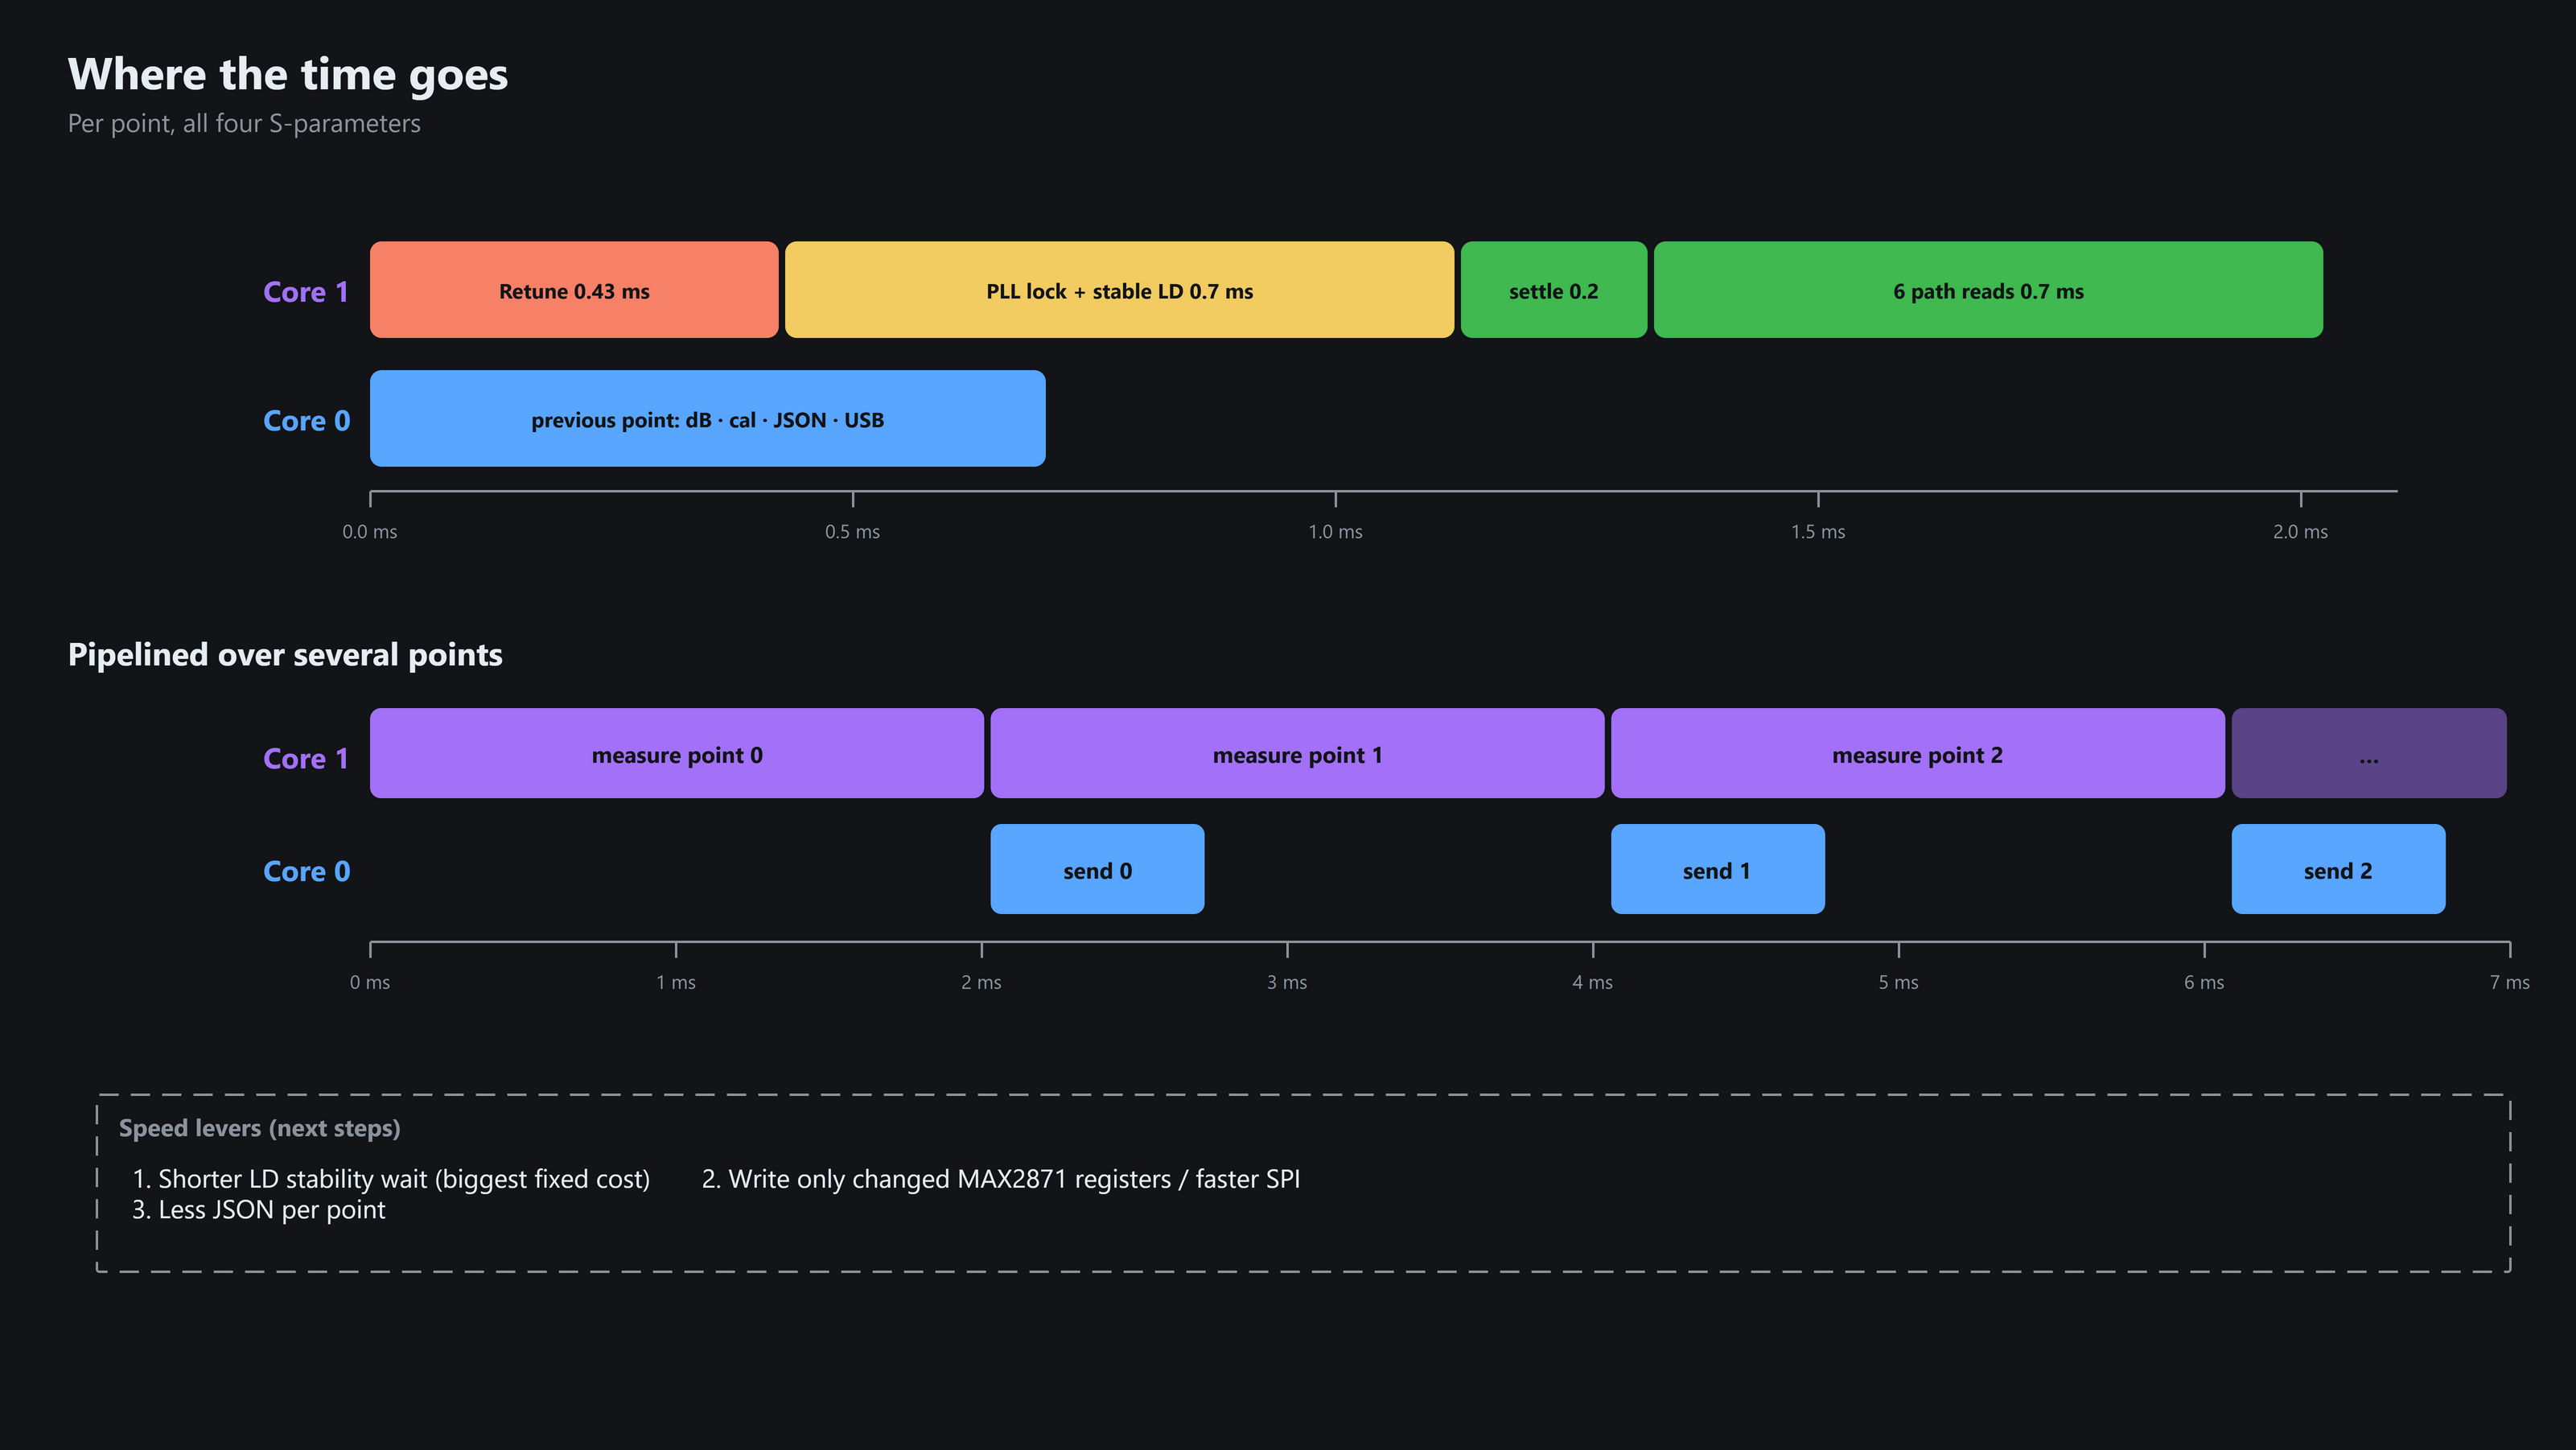 Where the time goes
Per point, all four S-parameters
Core 1
Retune 0.43 ms
PLL lock + stable LD 0.7 ms
settle 0.2
6 path reads 0.7 ms
Core 0
previous point: dB · cal · JSON · USB
0.0 ms
0.5 ms
1.0 ms
1.5 ms
2.0 ms
Pipelined over several points
Core 1
measure point 0
measure point 1
measure point 2
...
Core 0
send 0
send 1
send 2
0 ms
1 ms
2 ms
3 ms
4 ms
5 ms
6 ms
7 ms
Speed levers (next steps)
1. Shorter LD stability wait (biggest fixed cost)
2. Write only changed MAX2871 registers / faster SPI
3. Less JSON per point